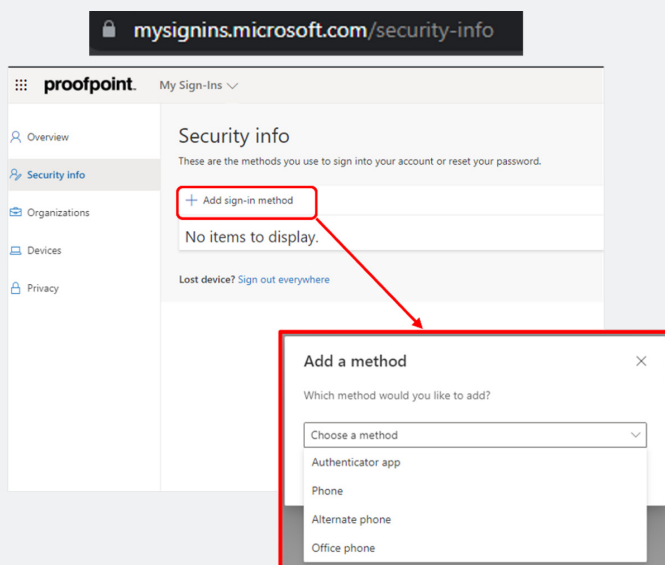 mysignins.microsoft.com/security-info
proofpoint. My Sign-Ins
Overview
Security info
Organizations
Devices
Privacy
Security info
These are the methods you use to sign into your account or reset your password.
+ Add sign-in method
No items to display.
Lost device? Sign out everywhere
Add a method
Which method would you like to add?
Choose a method
Authenticator app
Phone
Alternate phone
Office phone